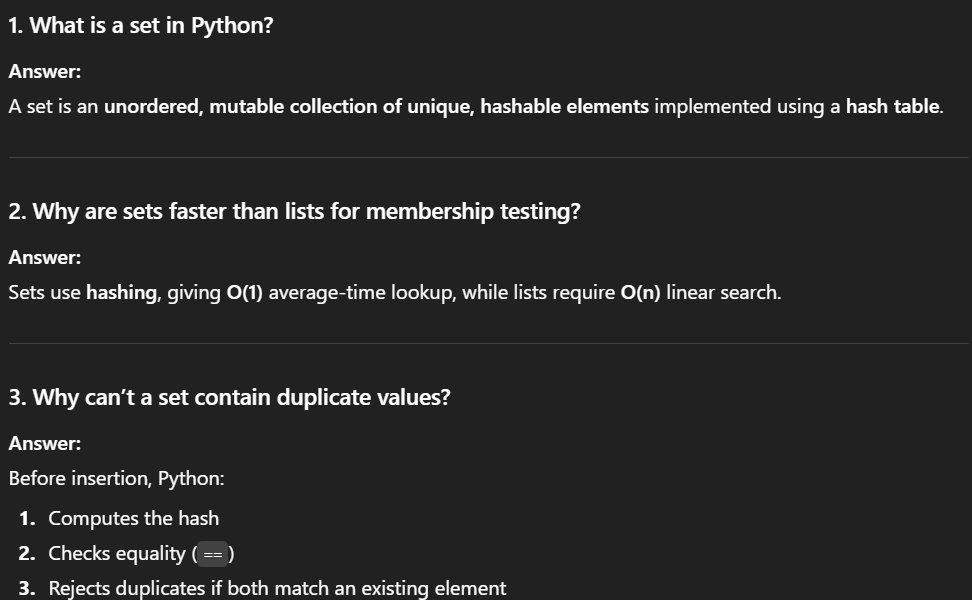 1. What is a set in Python?
Answer:
A set is an unordered, mutable collection of unique, hashable elements implemented using a hash table.
2. Why are sets faster than lists for membership testing?
Answer:
Sets use hashing, giving O(1) average-time lookup, while lists require O(n) linear search.
3. Why can’t a set contain duplicate values?
Answer:
Before insertion, Python:
1. Computes the hash
2. Checks equality (==)
3. Rejects duplicates if both match an existing element